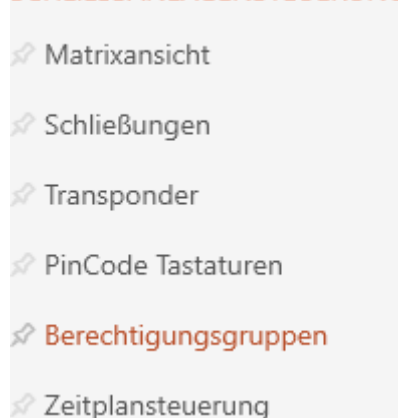 Matrixansicht
Schließungen
Transponder
PinCode Tastaturen
Berechtigungsgruppen
Zeitplansteuerung